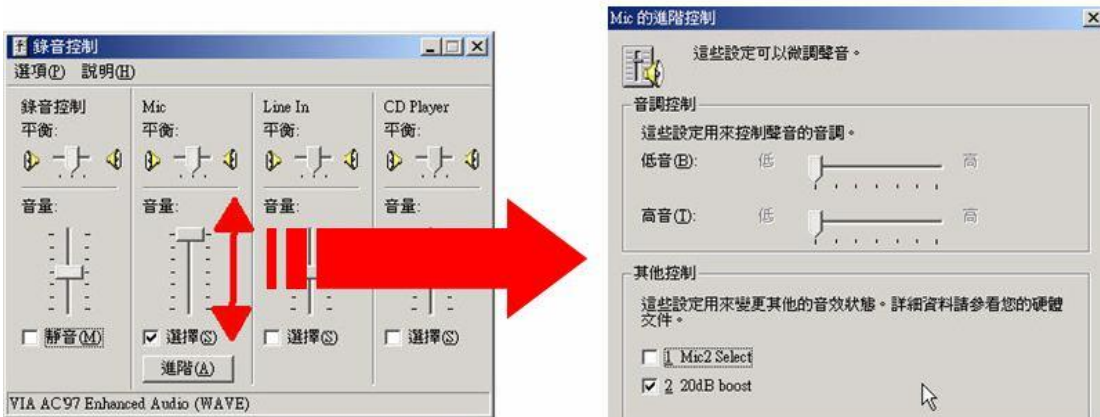 錄音控制
選項(P) 說明(H)
錄音控制
平衡:
音量:
靜音(M)
Mic
平衡:
音量:
選擇(S)
進階(A)
Line In
平衡:
音量:
選擇(S)
CD Player
平衡:
音量:
選擇(S)
VIA AC'97 Enhanced Audio (WAVE)
Mic 的進階控制
這些設定可以微調聲音。
音調控制
這些設定用來控制聲音的音調。
低音(B): 低 高
高音(T): 低 高
其他控制
這些設定用來變更其他的音效狀態。詳細資料請參看您的硬體
文件。
1 Mic2 Select
2 20dB boost